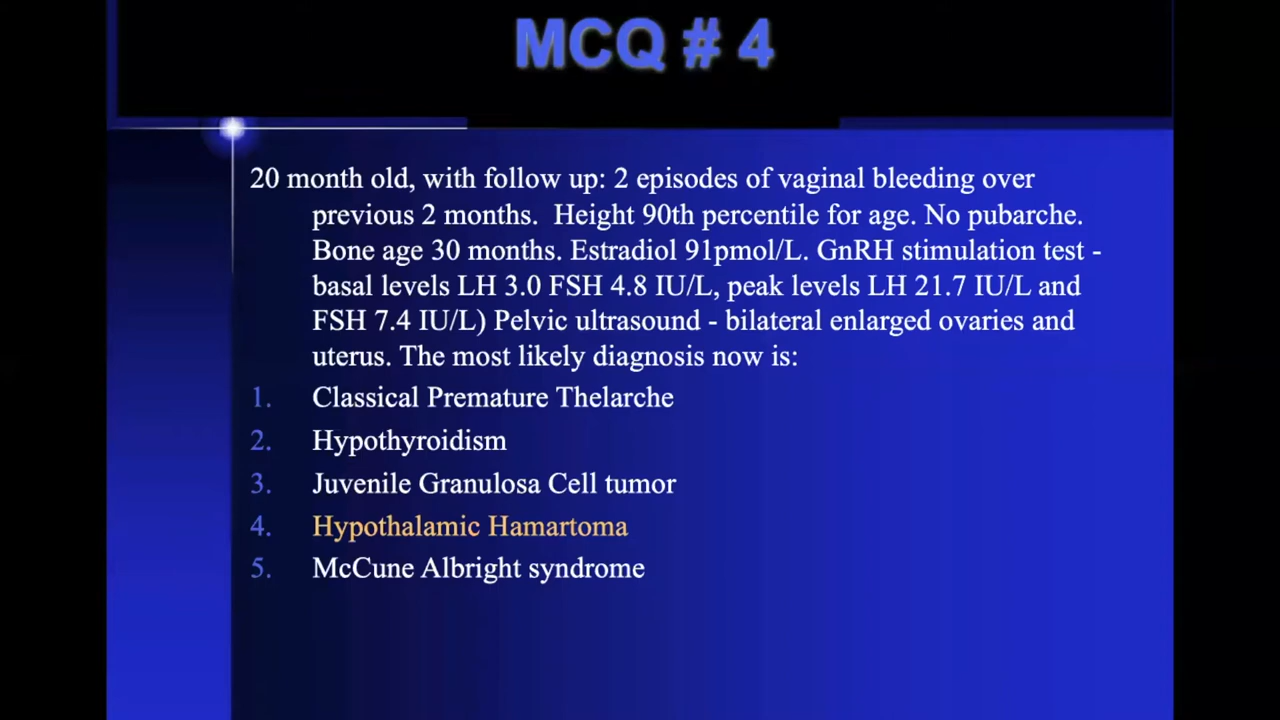 MCQ # 4
20 month old, with follow up: 2 episodes of vaginal bleeding over
previous 2 months.  Height 90th percentile for age. No pubarche.
Bone age 30 months. Estradiol 91pmol/L. GnRH stimulation test -
basal levels LH 3.0 FSH 4.8 IU/L, peak levels LH 21.7 IU/L and
FSH 7.4 IU/L) Pelvic ultrasound - bilateral enlarged ovaries and
uterus. The most likely diagnosis now is:
1. Classical Premature Thelarche
2. Hypothyroidism
3. Juvenile Granulosa Cell tumor
4. Hypothalamic Hamartoma
5. McCune Albright syndrome